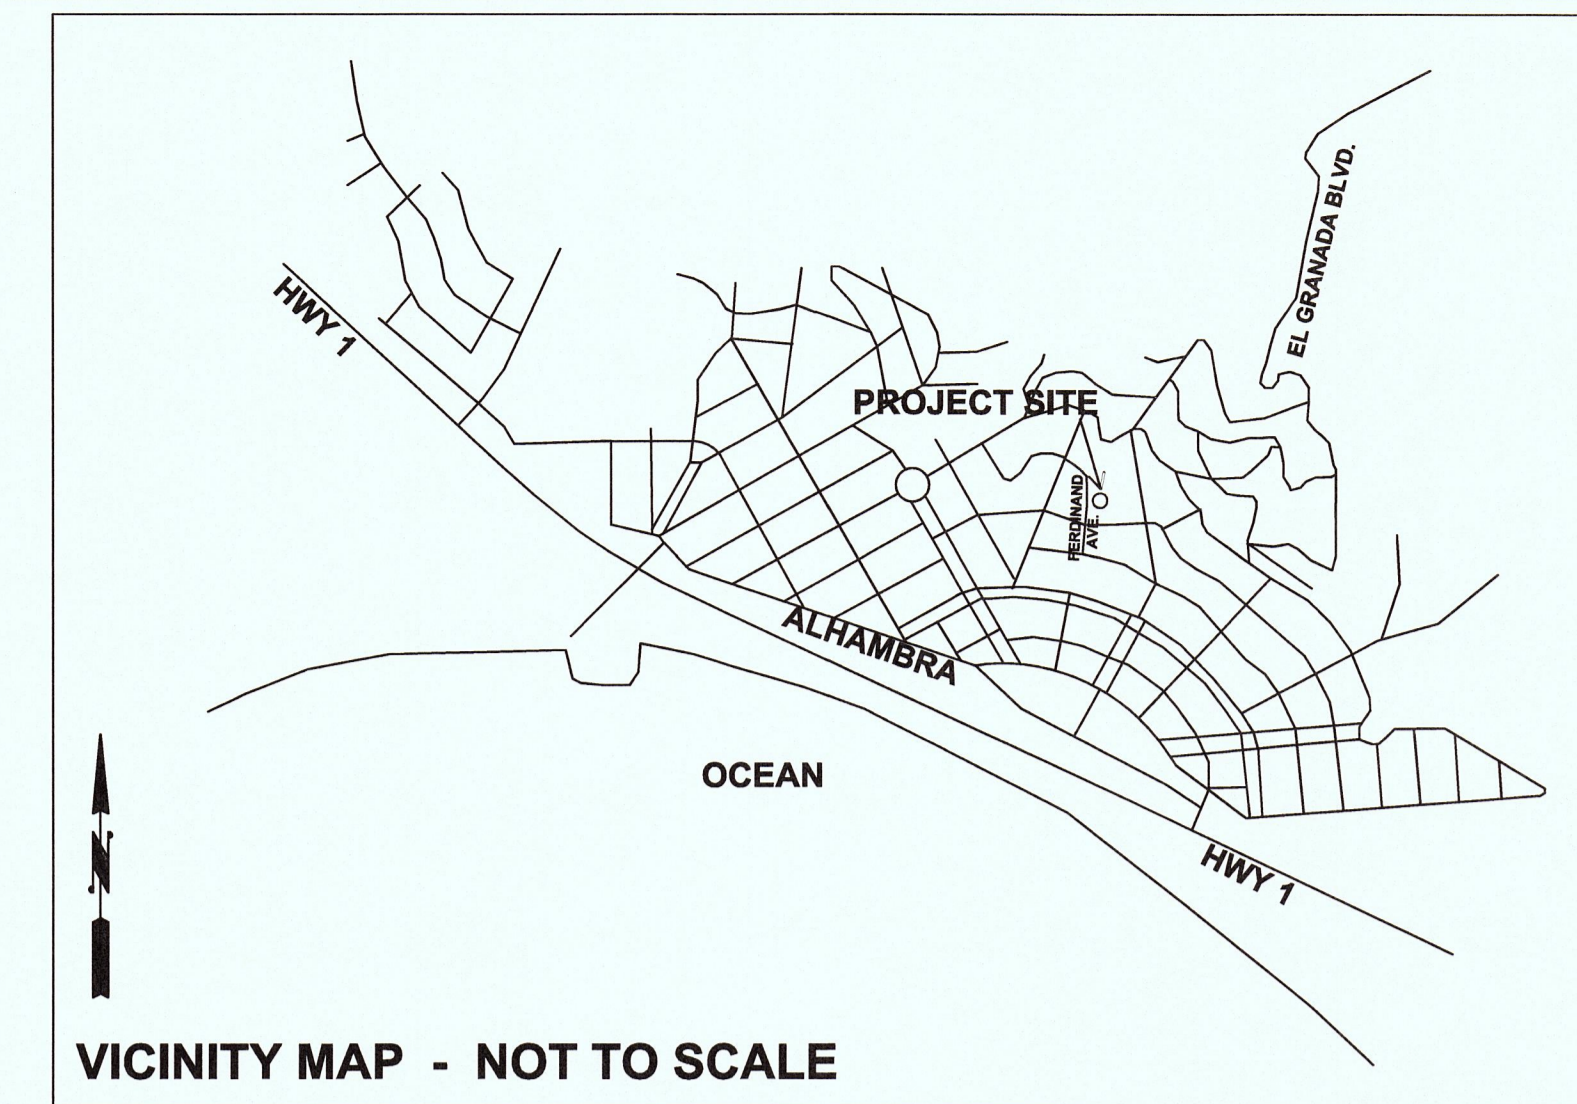 EL GRANADA BLVD.
HWY 1
PROJECT SITE
FERDINAND
AVE.
ALHAMBRA
OCEAN
N
HWY 1
VICINITY MAP - NOT TO SCALE